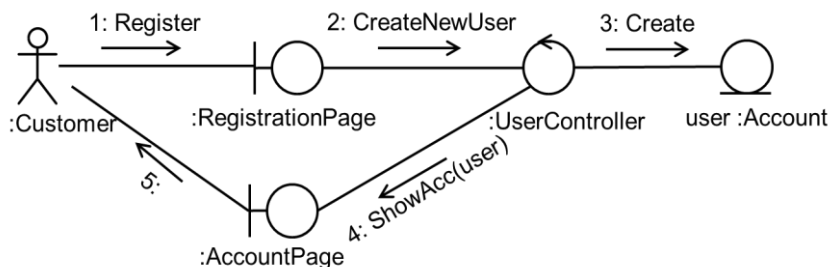 1: Register
2: CreateNewUser
3: Create
:Customer
:RegistrationPage
:UserController
user :Account
5:
4: ShowAcc(user)
:AccountPage